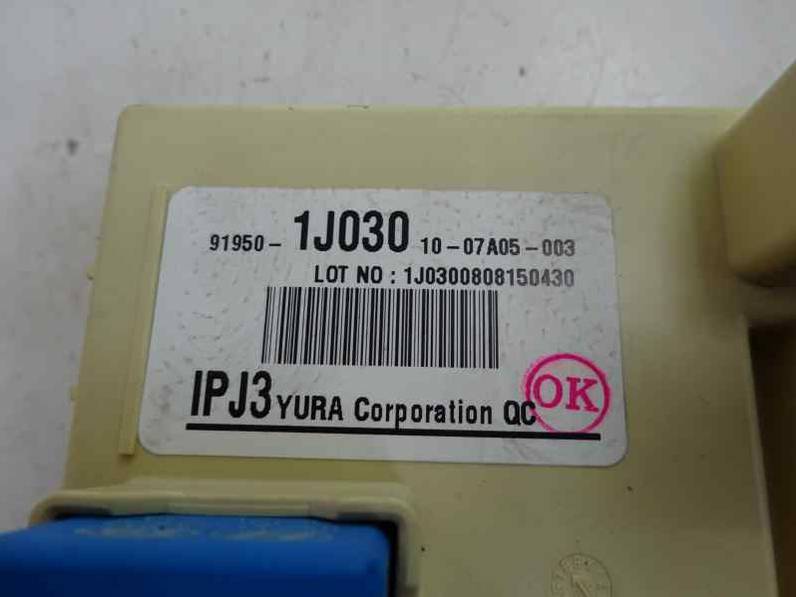 91950- 1J030 10-07A05-003
LOT NO : 1J0300808150430
IPJ3 YURA Corporation QC
OK